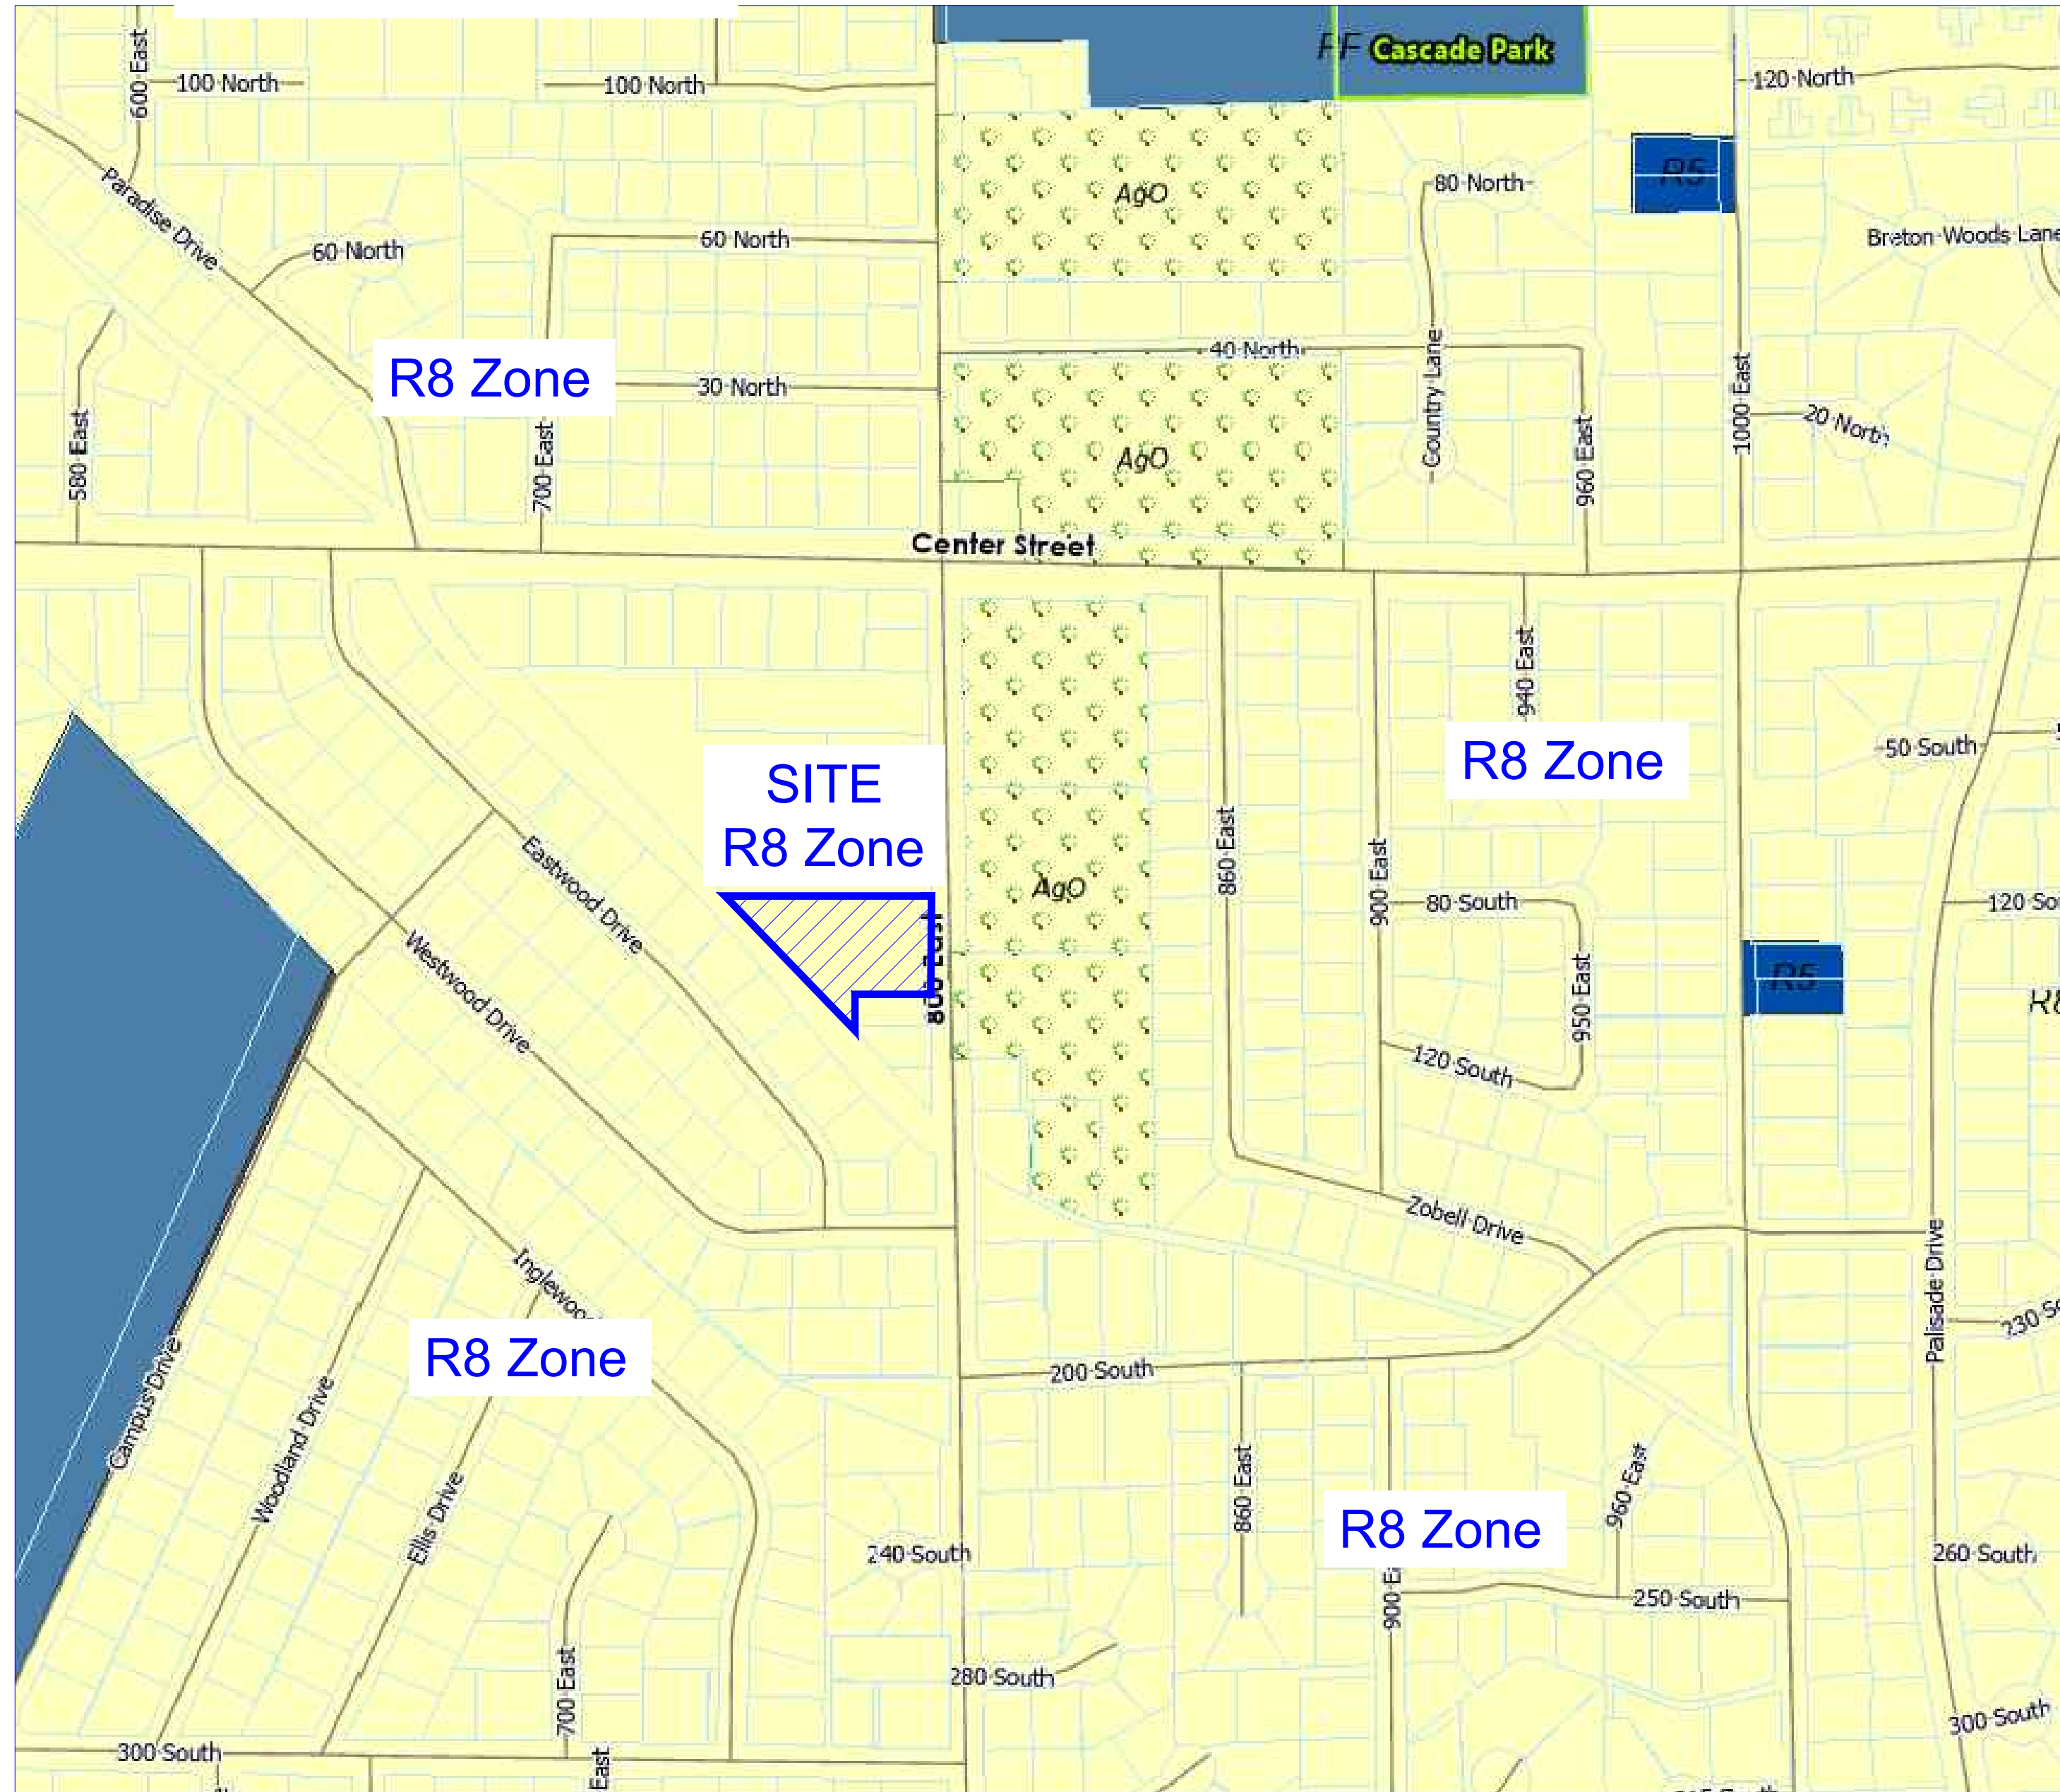 600 East
100 North
100 North
PF
Cascade Park
120 North
Paradise Drive
60 North
60 North
AgO
80 North
R5
Breton Woods Lane
580 East
R8 Zone
700 East
30 North
40 North
AgO
Country Lane
960 East
1000 East
20 North
Center Street
SITE
R8 Zone
Eastwood Drive
Westwood Drive
800 East
AgO
860 East
900 East
940 East
R8 Zone
50 South
80 South
950 East
120 South
R5
120 So
Zobell Drive
Palisade Drive
230 S
Campus Drive
Woodland Drive
Ellis Drive
Inglewoo
R8 Zone
700 East
240 South
200 South
860 East
R8 Zone
900 E
960 East
250 South
260 South
280 South
300 South
300 South
East